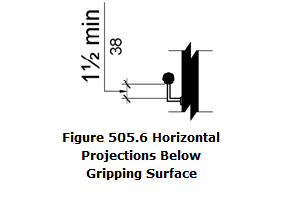 1½ min
38
Figure 505.6 Horizontal
Projections Below
Gripping Surface